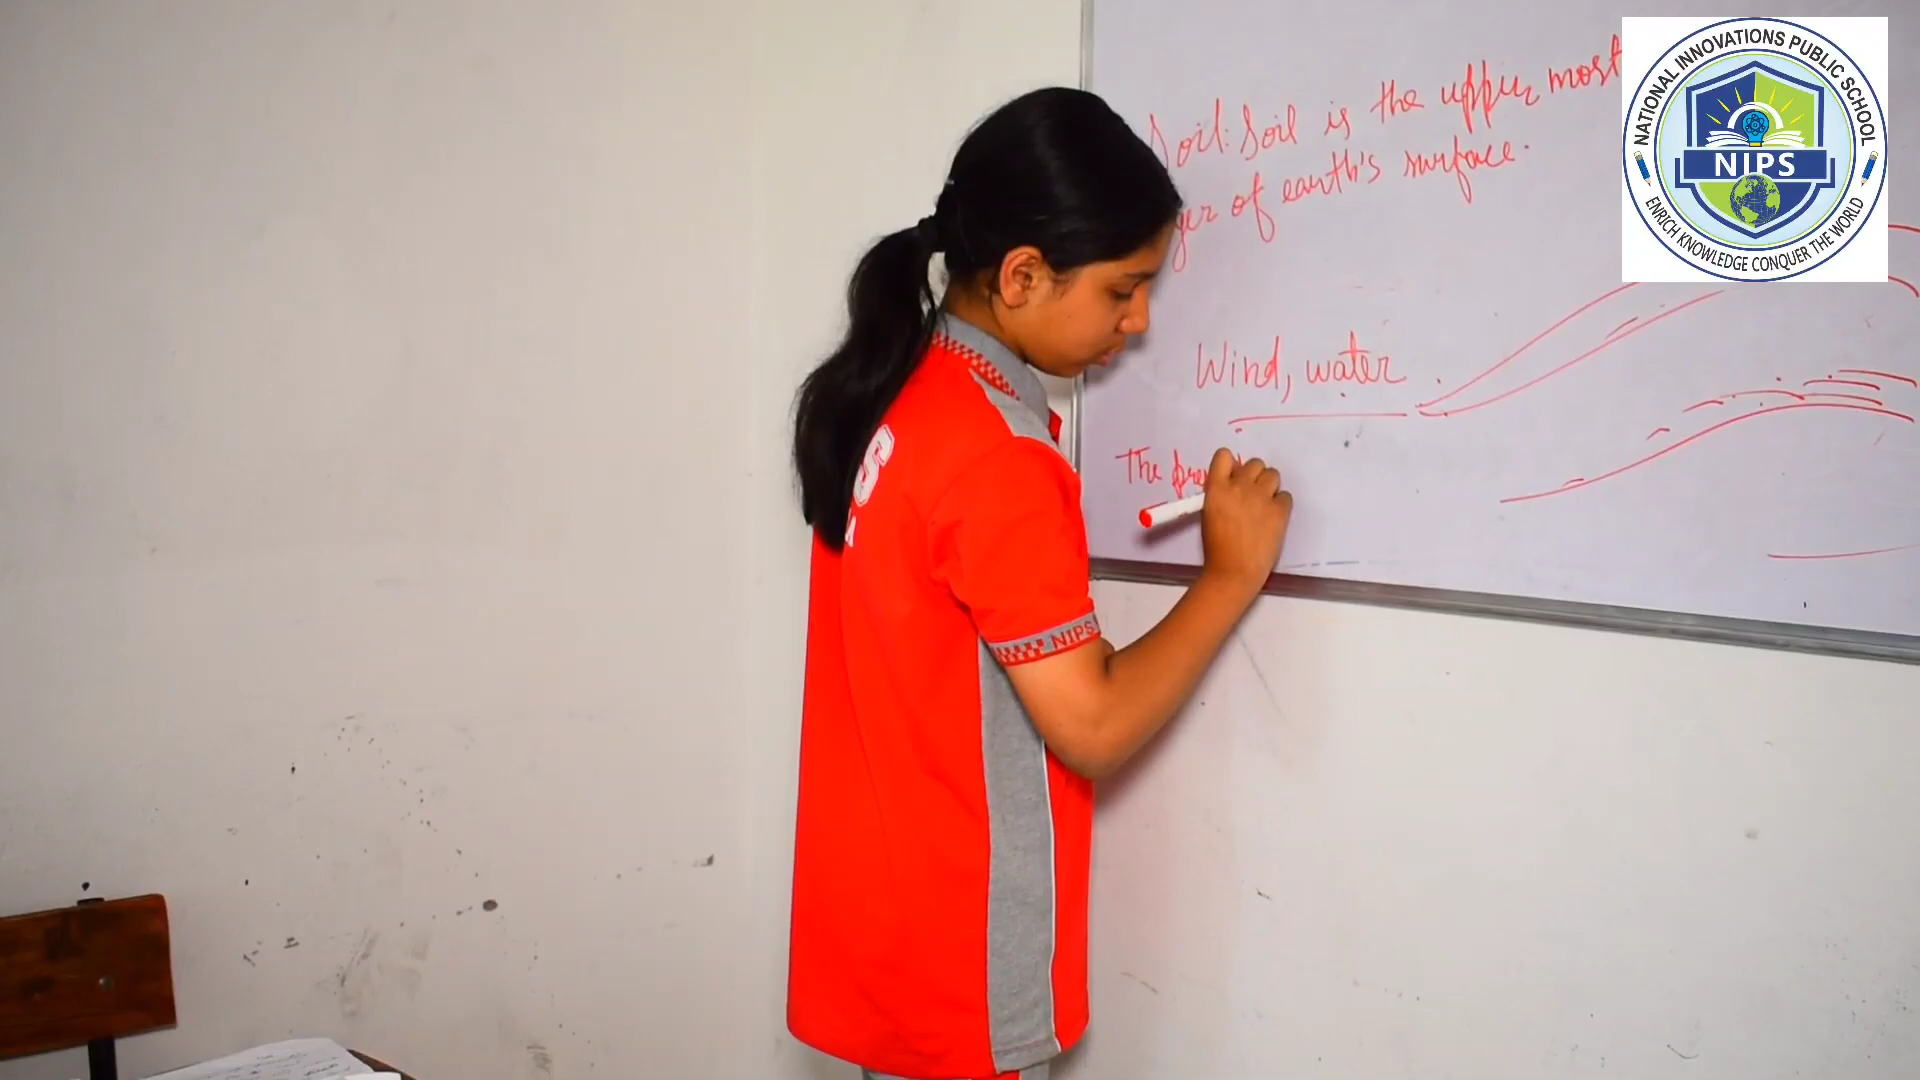 Soil: Soil is the upper most
of earth's surface.
Wind, water
The
NATIONAL INNOVATIONS PUBLIC SCHOOL
NIPS
ENRICH KNOWLEDGE CONQUER THE WORLD
NIPS